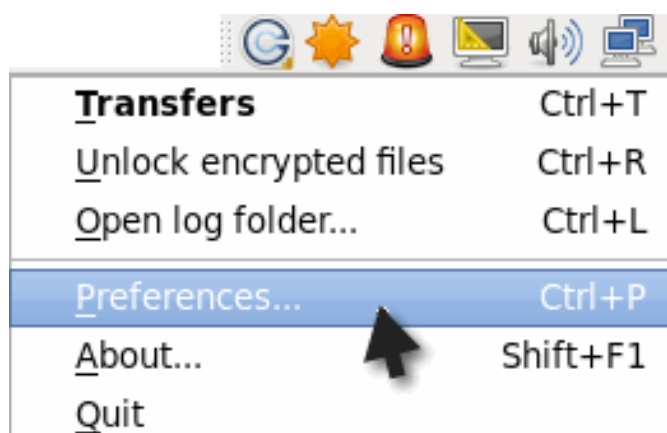 Transfers Ctrl+T
Unlock encrypted files Ctrl+R
Open log folder... Ctrl+L
Preferences... Ctrl+P
About... Shift+F1
Quit